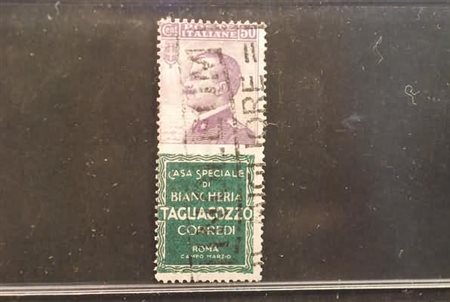 ITALIANE 50
CASA SPECIALE
DI
BIANCHERIA
TAGLIACOZZO
CORREDI
ROMA
CAMPO MARZIO